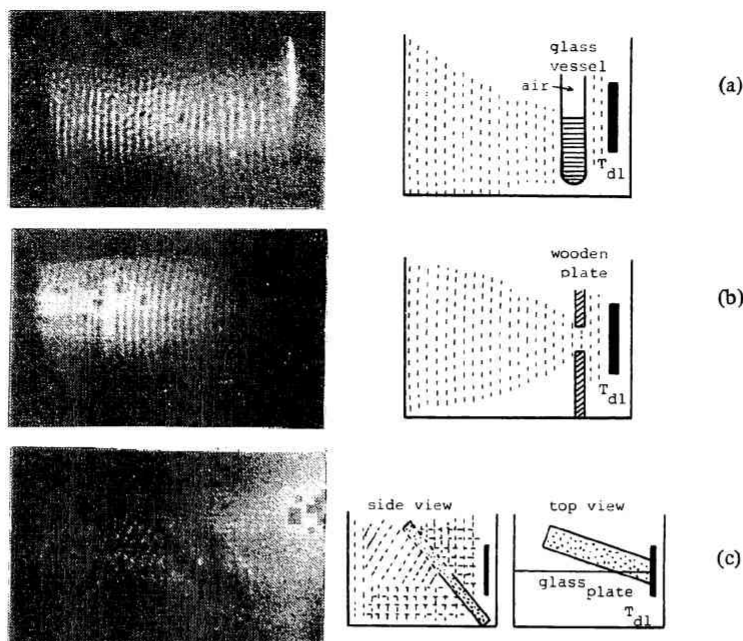 glass
vessel
air
T dl
(a)
wooden
plate
T dl
(b)
side view
top view
glass plate
T dl
(c)